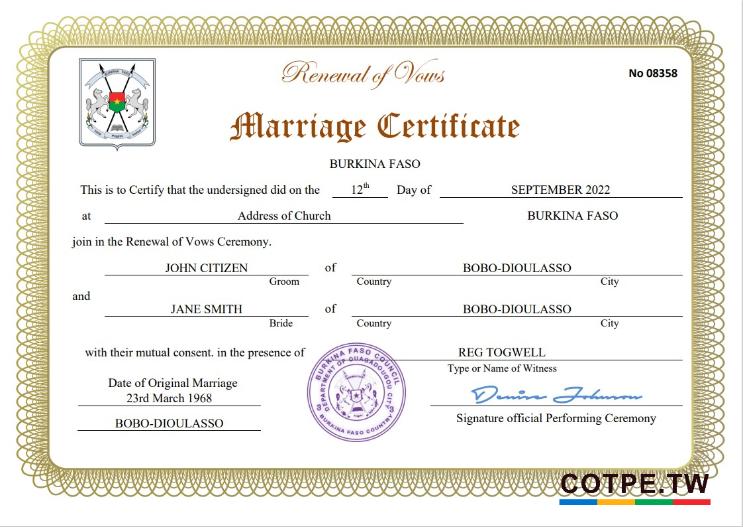 Renewal of Vows
No 08358
Marriage Certificate
BURKINA FASO
This is to Certify that the undersigned did on the 12th Day of SEPTEMBER 2022
at Address of Church BURKINA FASO
join in the Renewal of Vows Ceremony.
JOHN CITIZEN of BOBO-DIOULASSO
Groom Country City
and
JANE SMITH of BOBO-DIOULASSO
Bride Country City
with their mutual consent. in the presence of REG TOGWELL
Type or Name of Witness
Date of Original Marriage
23rd March 1968
BOBO-DIOULASSO
BURKINA FASO COUNCIL
DEPARTMENT OF OUAGADOUGOU CITY
BURKINA FASO COUNTRY
Denise Johnson
Signature official Performing Ceremony
COTPE.TW